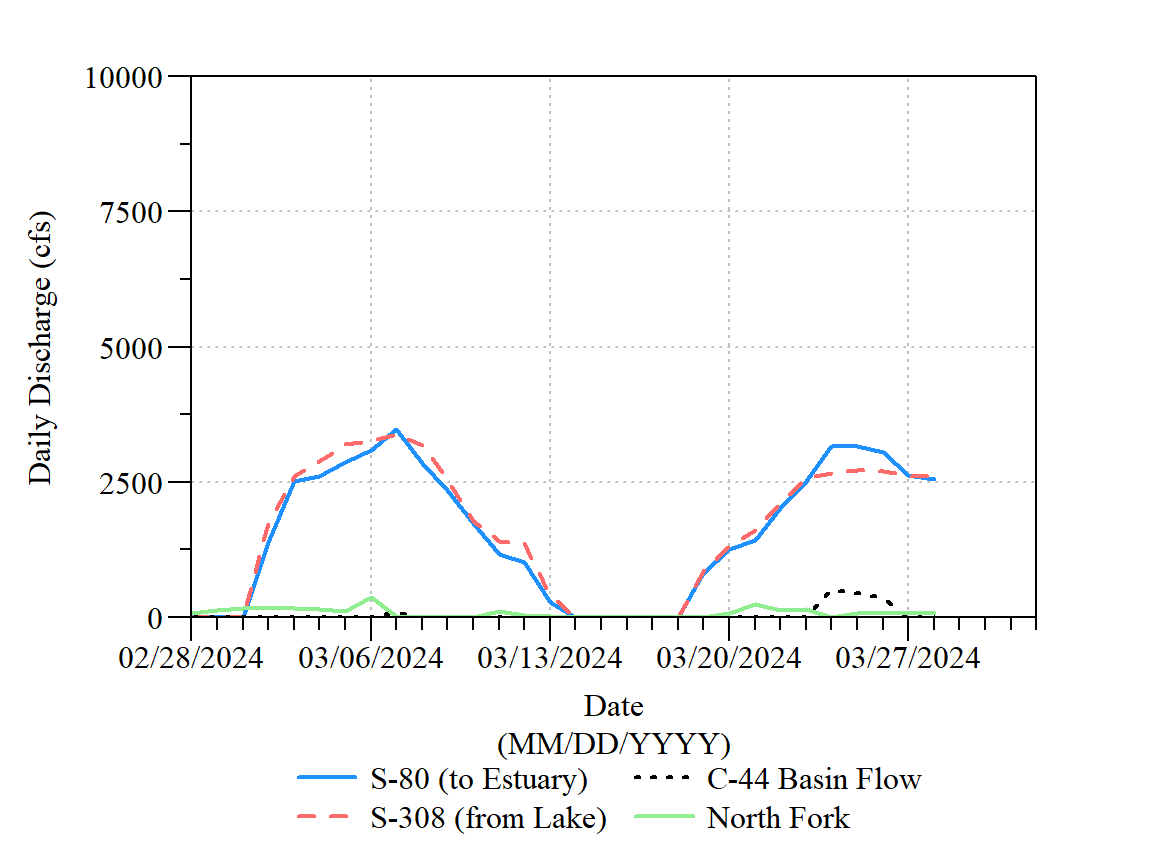 10000
7500
5000
2500
0
Daily Discharge (cfs)
02/28/2024 03/06/2024 03/13/2024 03/20/2024 03/27/2024
Date
(MM/DD/YYYY)
S-80 (to Estuary) C-44 Basin Flow
S-308 (from Lake) North Fork